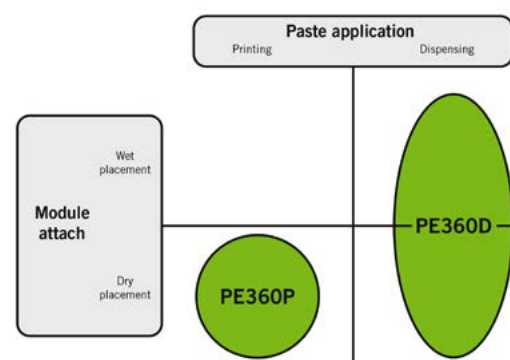 Paste application
Printing
Dispensing
Wet
placement
Module
attach
PE360D
Dry
placement
PE360P